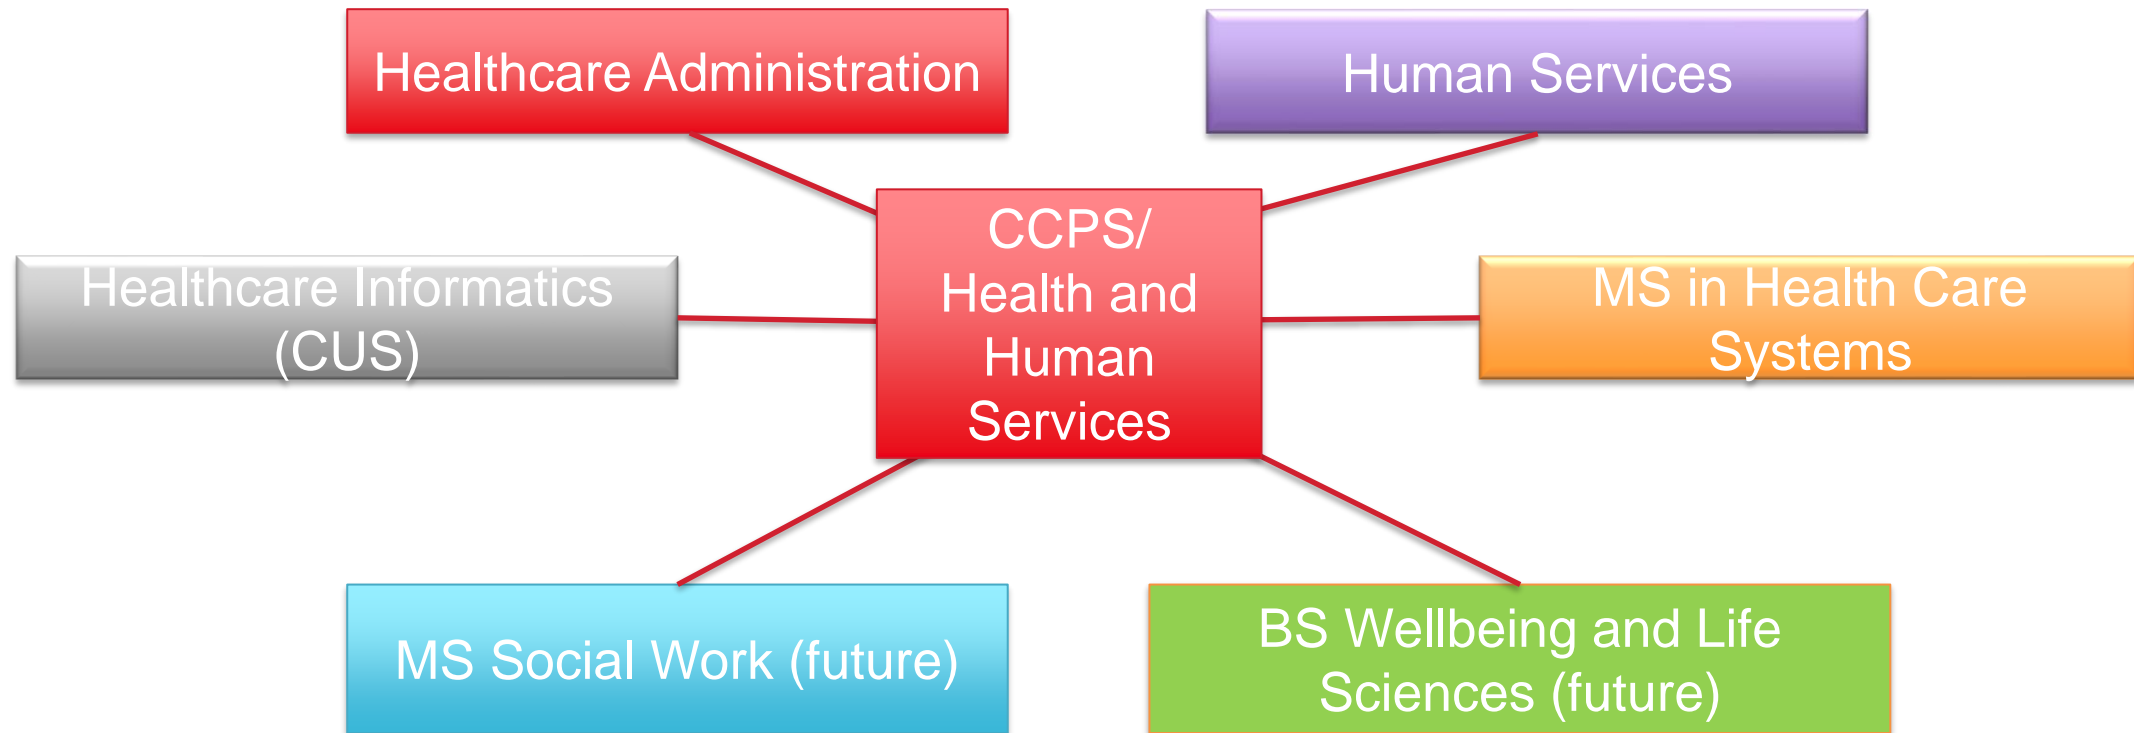 Healthcare Administration
Human Services
CCPS/
Health and
Human
Services
Healthcare Informatics
(CUS)
MS in Health Care
Systems
MS Social Work (future)
BS Wellbeing and Life
Sciences (future)